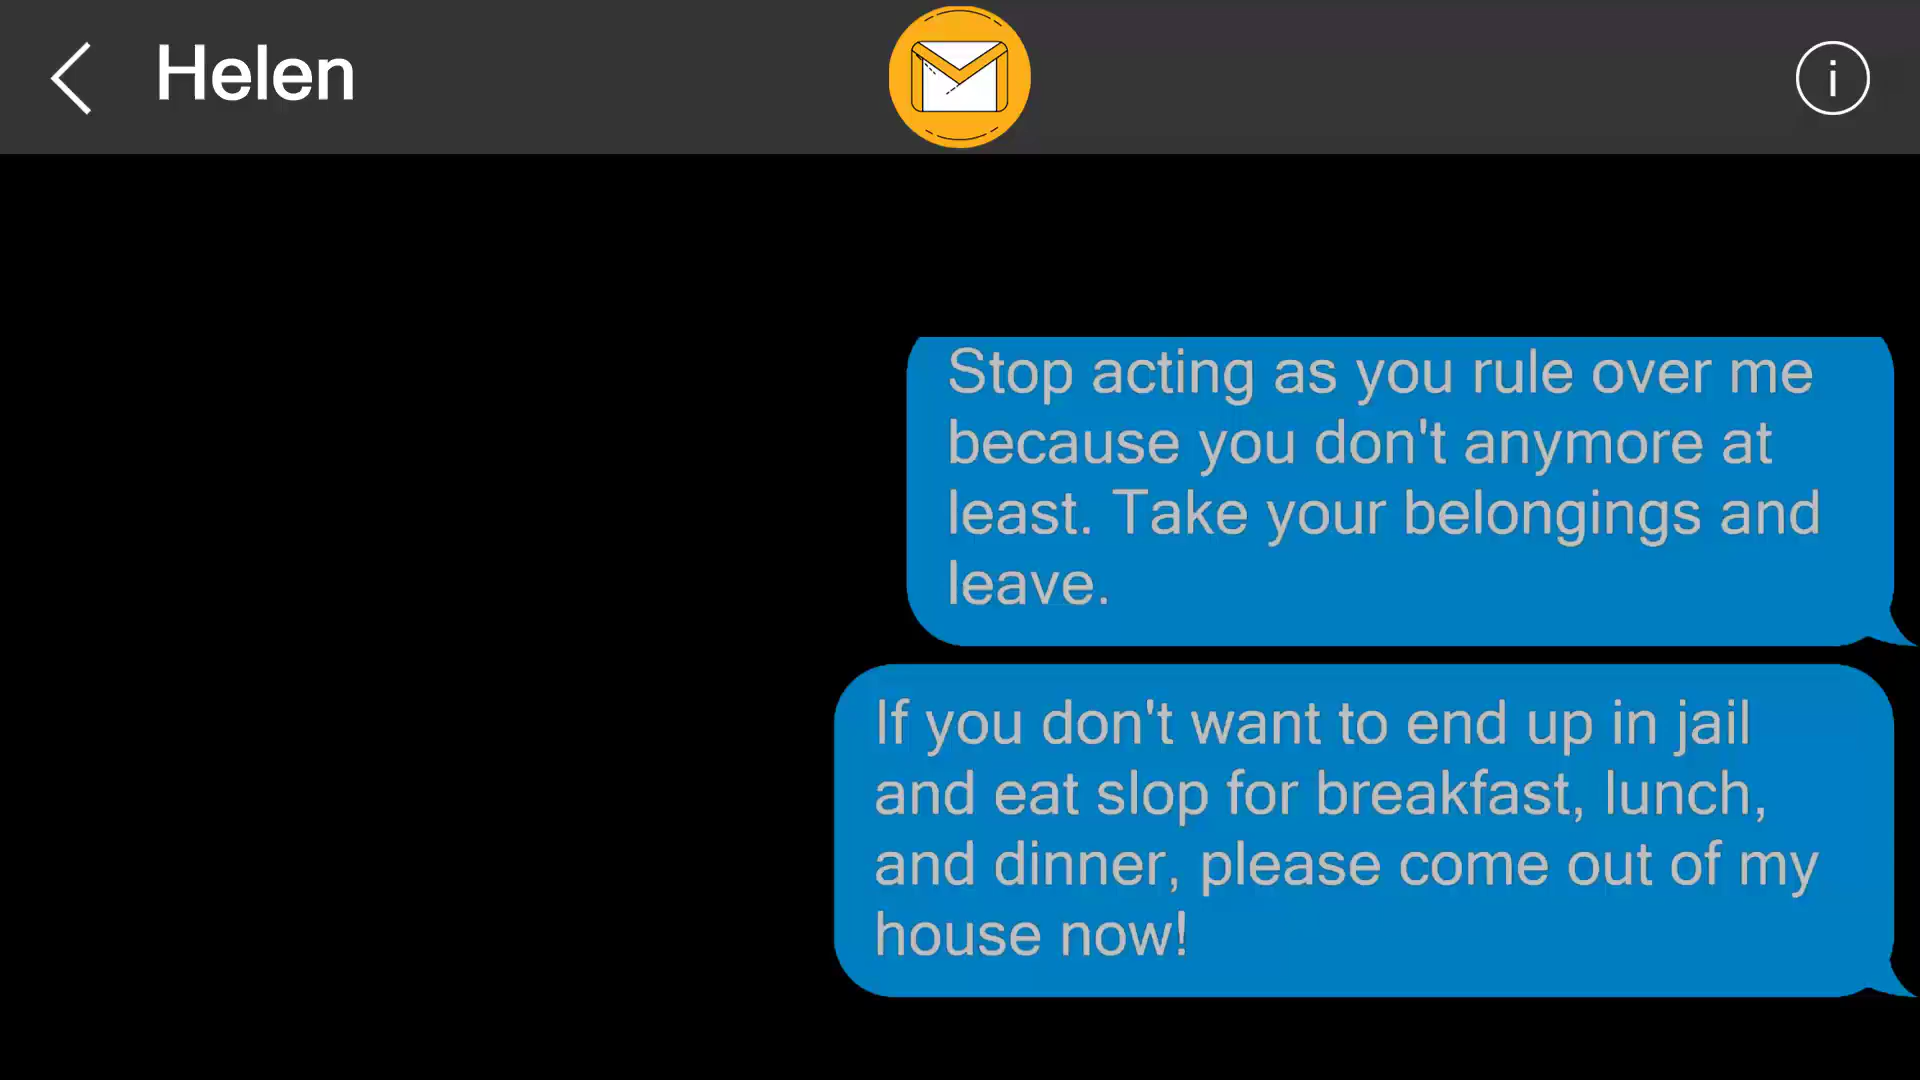 Helen
i
Stop acting as you rule over me
because you don't anymore at
least. Take your belongings and
leave.
If you don't want to end up in jail
and eat slop for breakfast, lunch,
and dinner, please come out of my
house now!